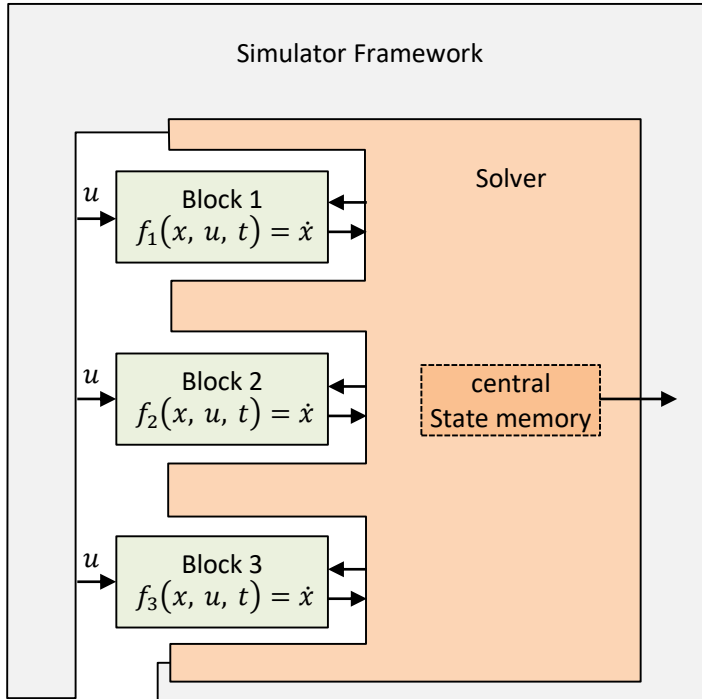 Simulator Framework
Solver
u
Block 1
f₁(x, u, t) = ẋ
u
Block 2
f₂(x, u, t) = ẋ
central
State memory
u
Block 3
f₃(x, u, t) = ẋ